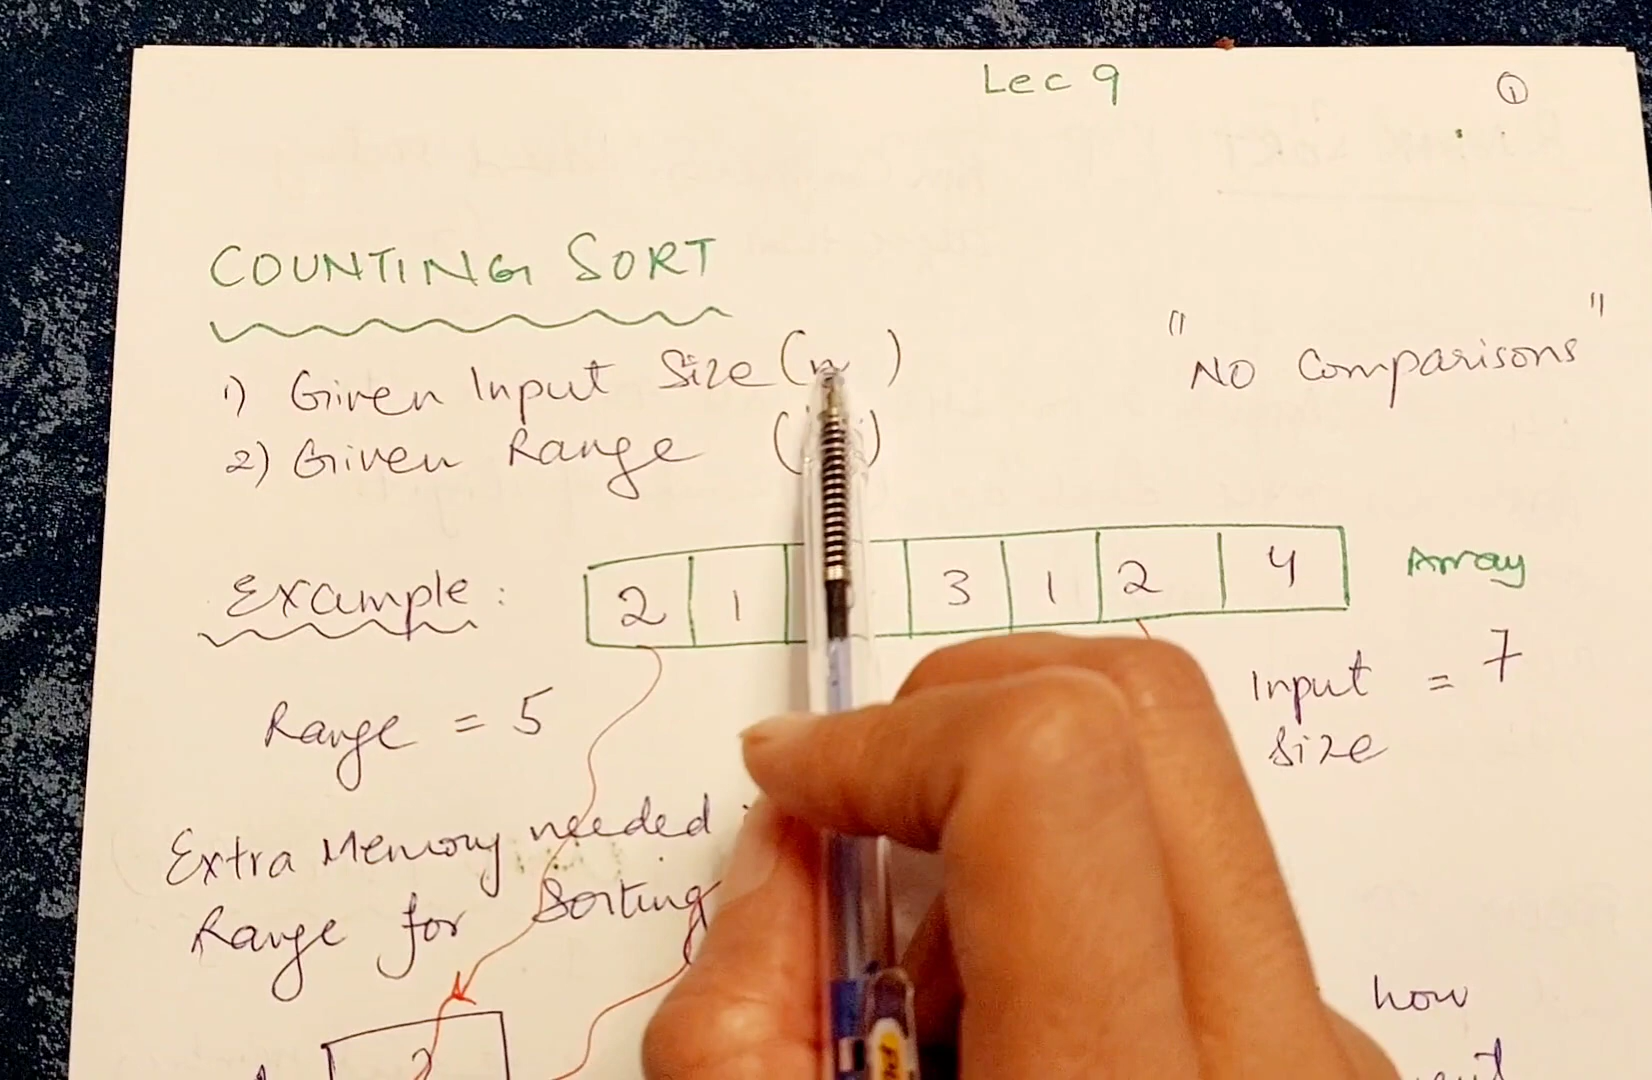 Lec 9
1
COUNTING SORT
1) Given Input Size (n)
"NO Comparisons"
2) Given Range ( )
Example : 2 1 3 1 2 4 Array
Range = 5
Input Size = 7
Extra Memory needed
Range for Sorting
how
2